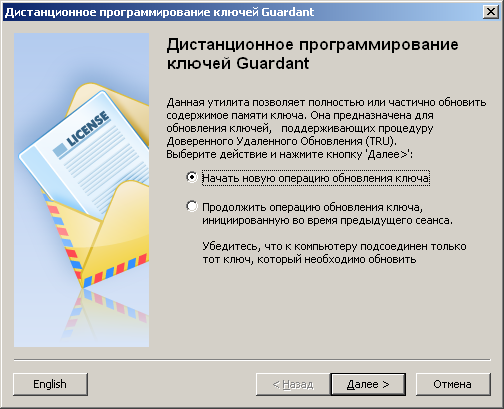 Дистанционное программирование ключей Guardant
Дистанционное программирование
ключей Guardant
LICENSE
Данная утилита позволяет полностью или частично обновить
содержимое памяти ключа. Она предназначена для
обновления ключей, поддерживающих процедуру
Доверенного Удаленного Обновления (TRU).
Выберите действие и нажмите кнопку 'Далее>':
Начать новую операцию обновления ключа
Продолжить операцию обновления ключа,
инициированную во время предыдущего сеанса.
Убедитесь, что к компьютеру подсоединен только
тот ключ, который необходимо обновить
English
< Назад
Далее >
Отмена